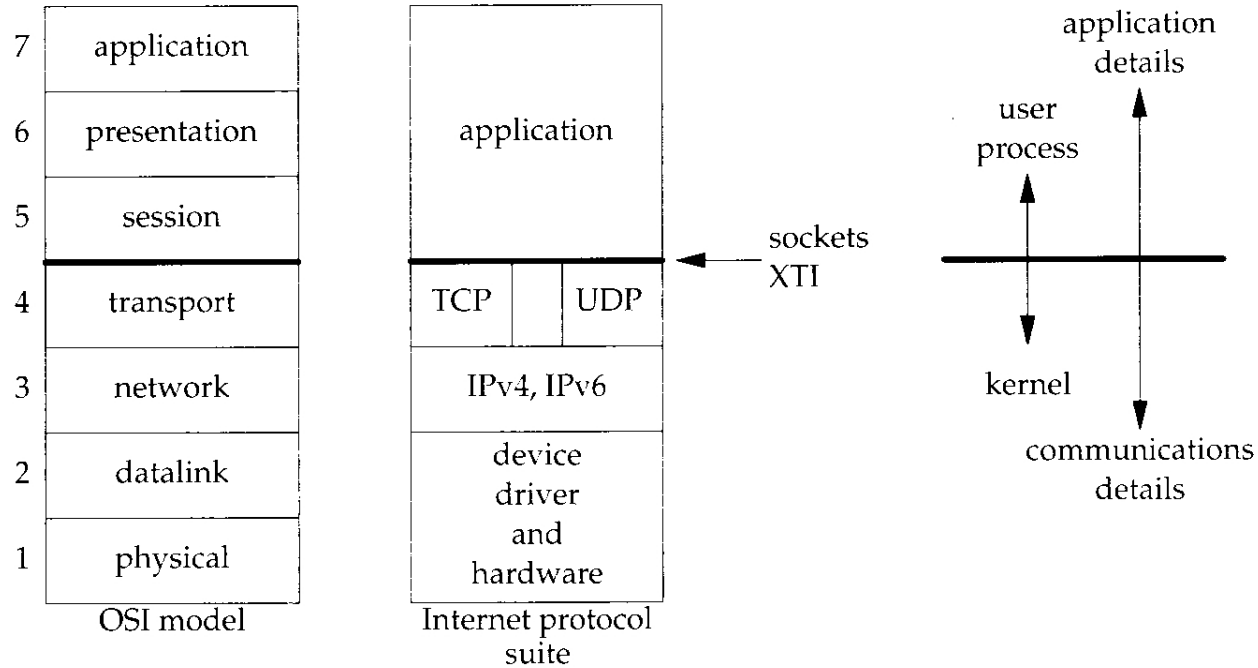 7
application
6
presentation
5
session
4
transport
3
network
2
datalink
1
physical
OSI model
application
TCP
UDP
IPv4, IPv6
device
driver
and
hardware
Internet protocol
suite
sockets
XTI
application
details
user
process
kernel
communications
details